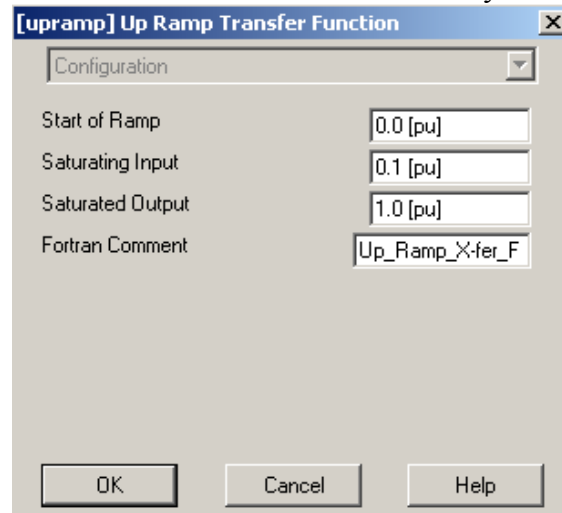 [upramp] Up Ramp Transfer Function
Configuration
Start of Ramp 0.0 [pu]
Saturating Input 0.1 [pu]
Saturated Output 1.0 [pu]
Fortran Comment Up_Ramp_X-fer_F
OK Cancel Help